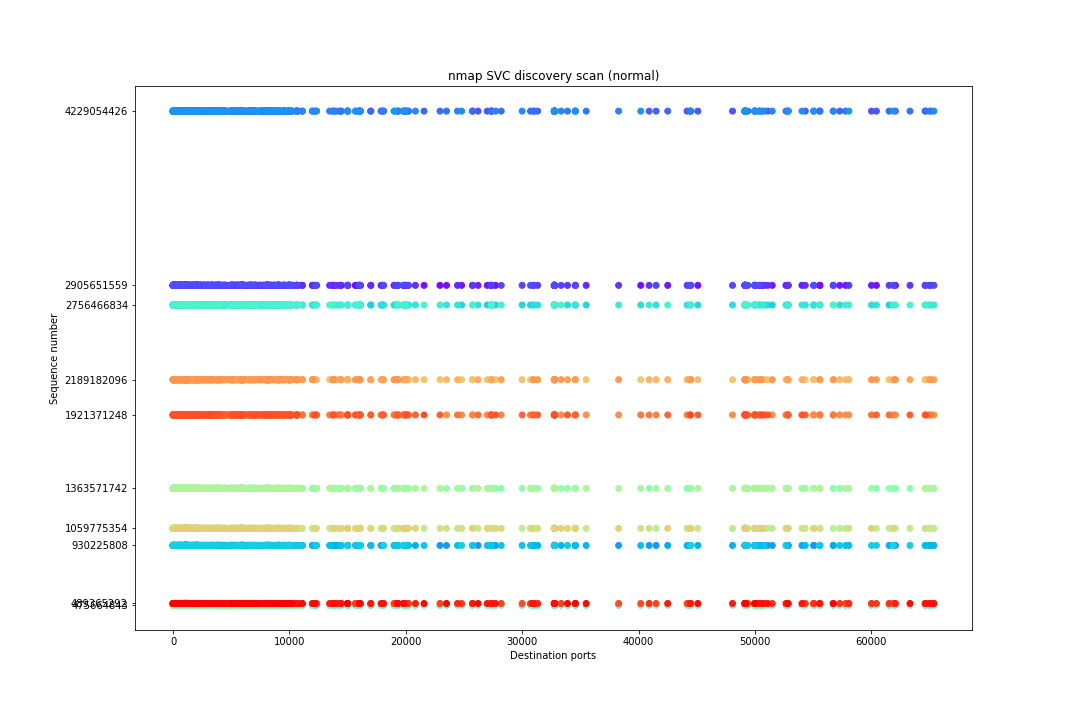 nmap SVC discovery scan (normal)
4229054426
2905651559
2756466834
2189182096
1921371248
1363571742
1059775354
930225808
Sequence number
0 10000 20000 30000 40000 50000 60000
Destination ports